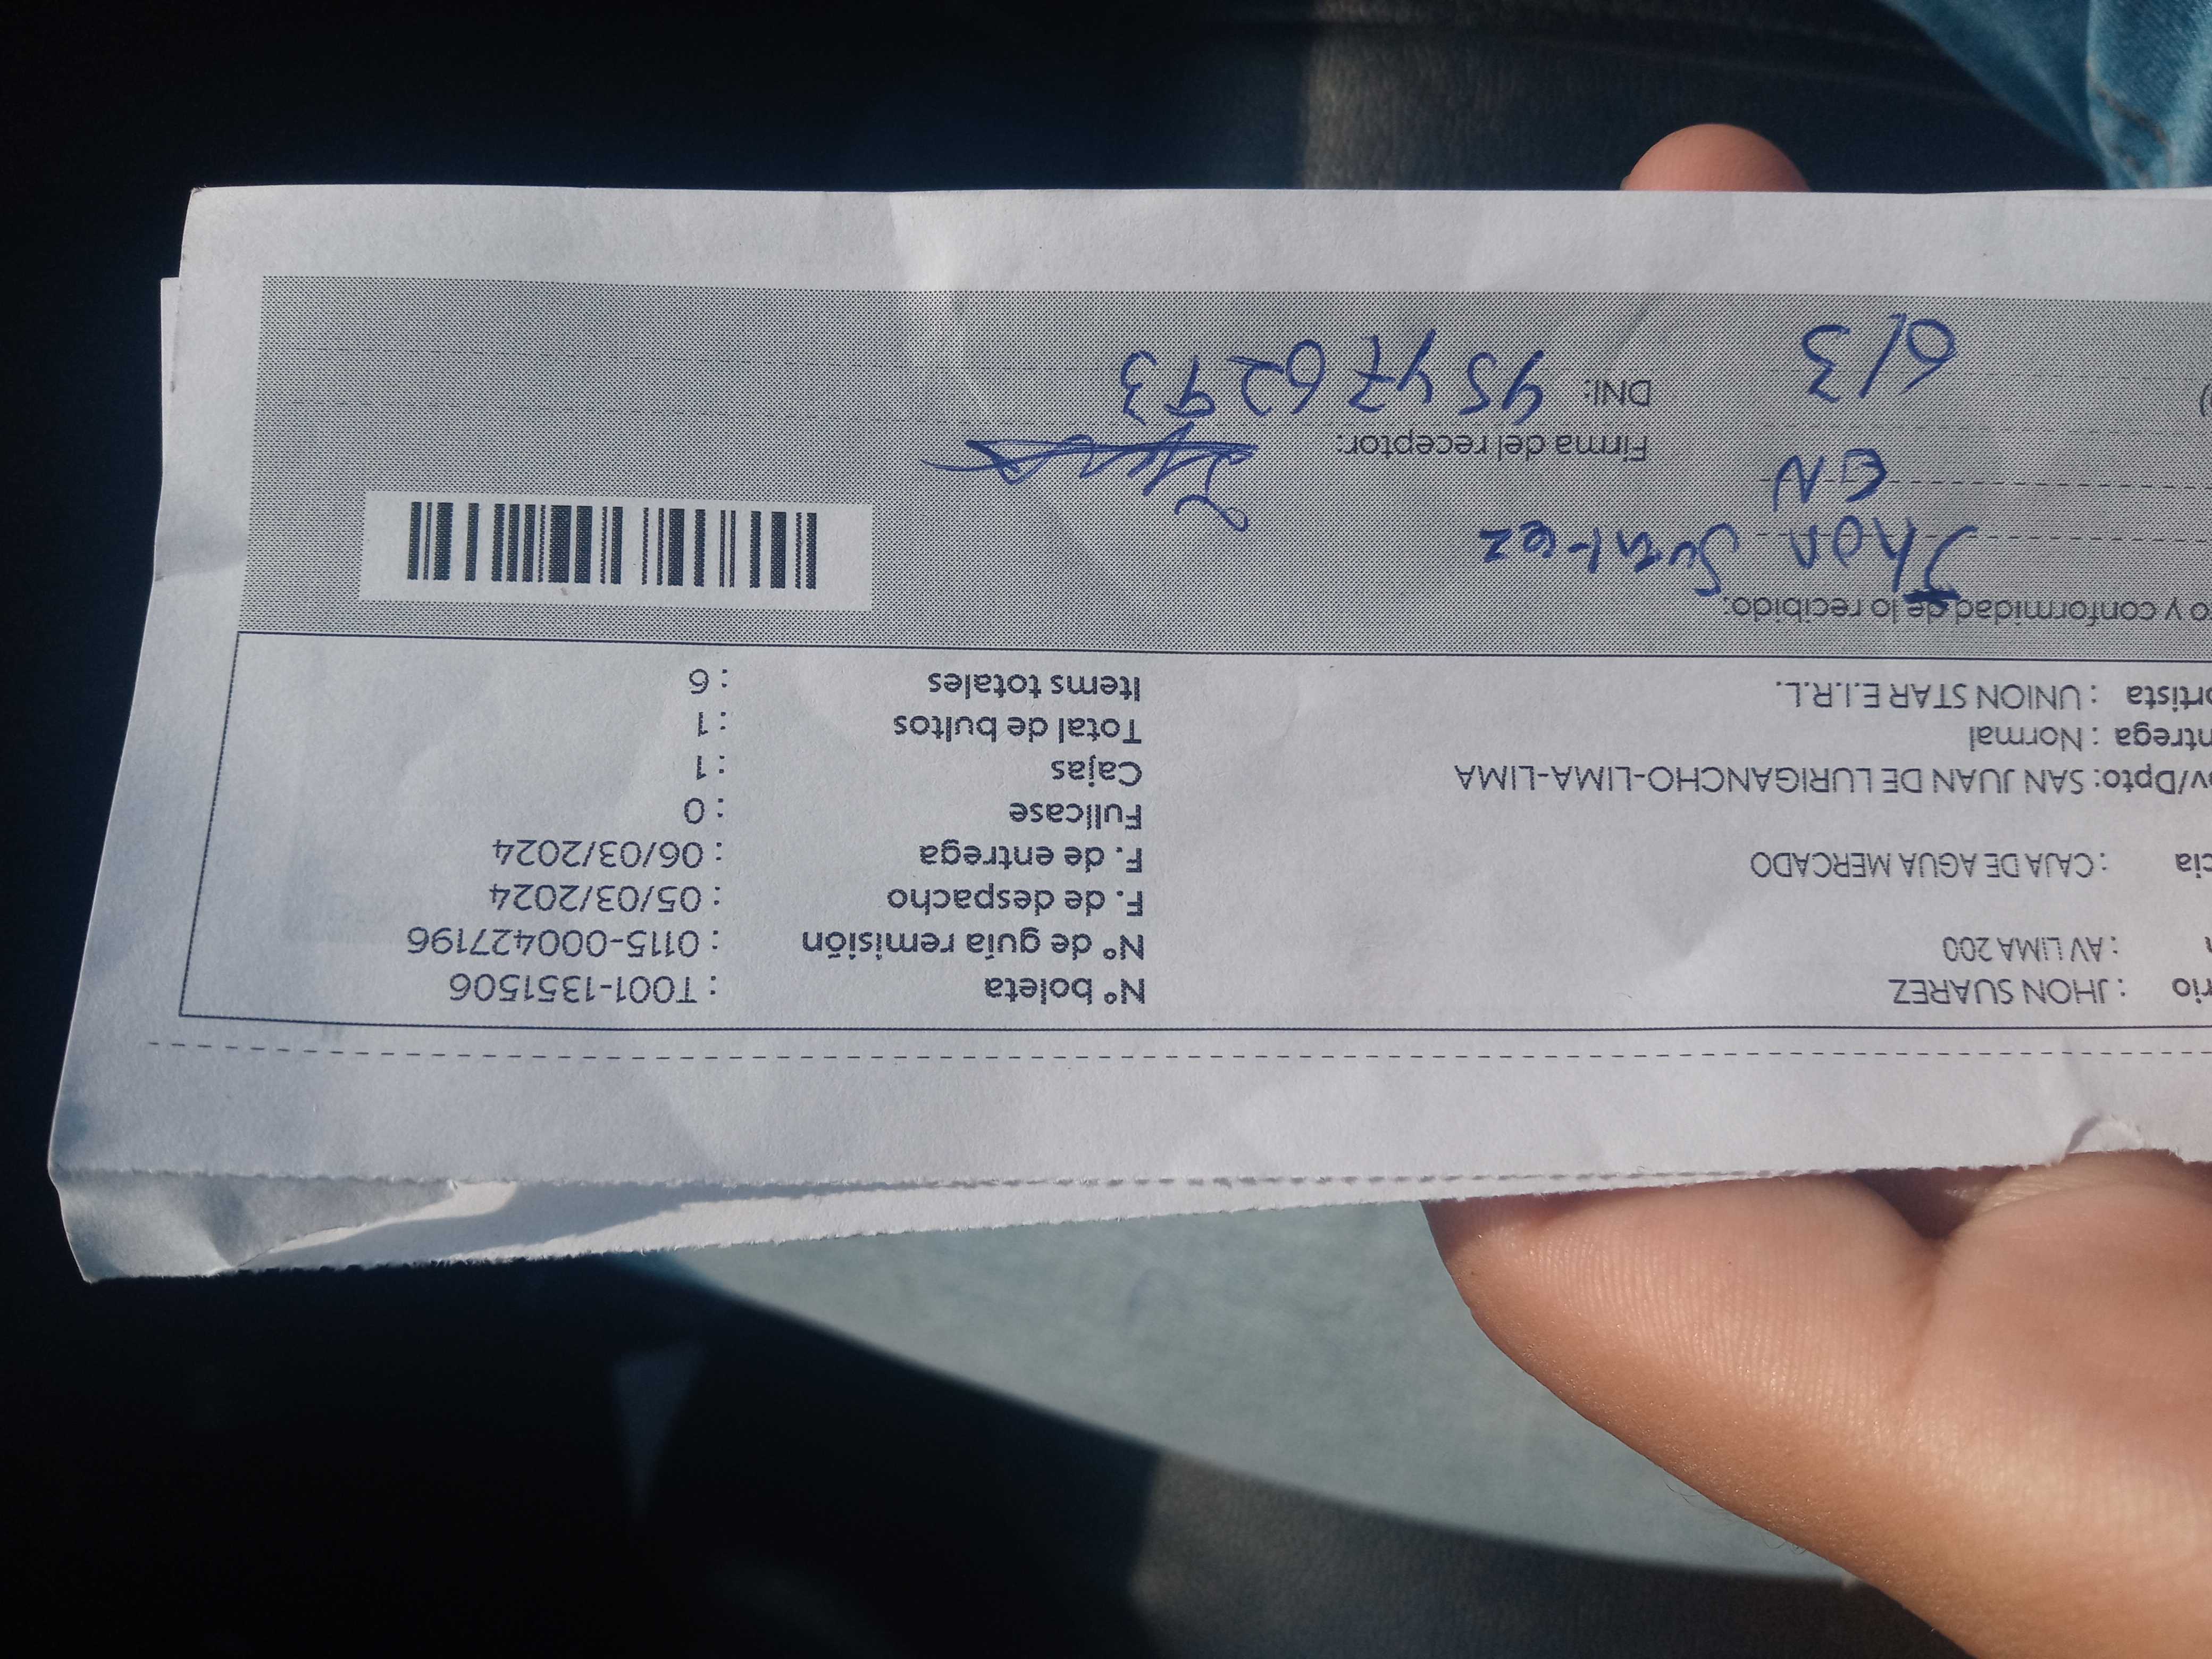 rio : JHON SUAREZ Nº boleta : T001-1351506
: AV LIMA 200 Nº de guía remisión : 0115-000427196
cia : CAJA DE AGUA MERCADO F. de despacho : 05/03/2024
F. de entrega : 06/03/2024
v/Dpto: SAN JUAN DE LURIGANCHO-LIMA-LIMA Fullcase : 0
ntrega : Normal Cajas : 1
ortista : UNION STAR E.I.R.L. Total de bultos : 1
Items totales : 6
o y conformidad de lo recibido:
Jhon Suarez
EN
Firma del receptor:
6/3 DNI: